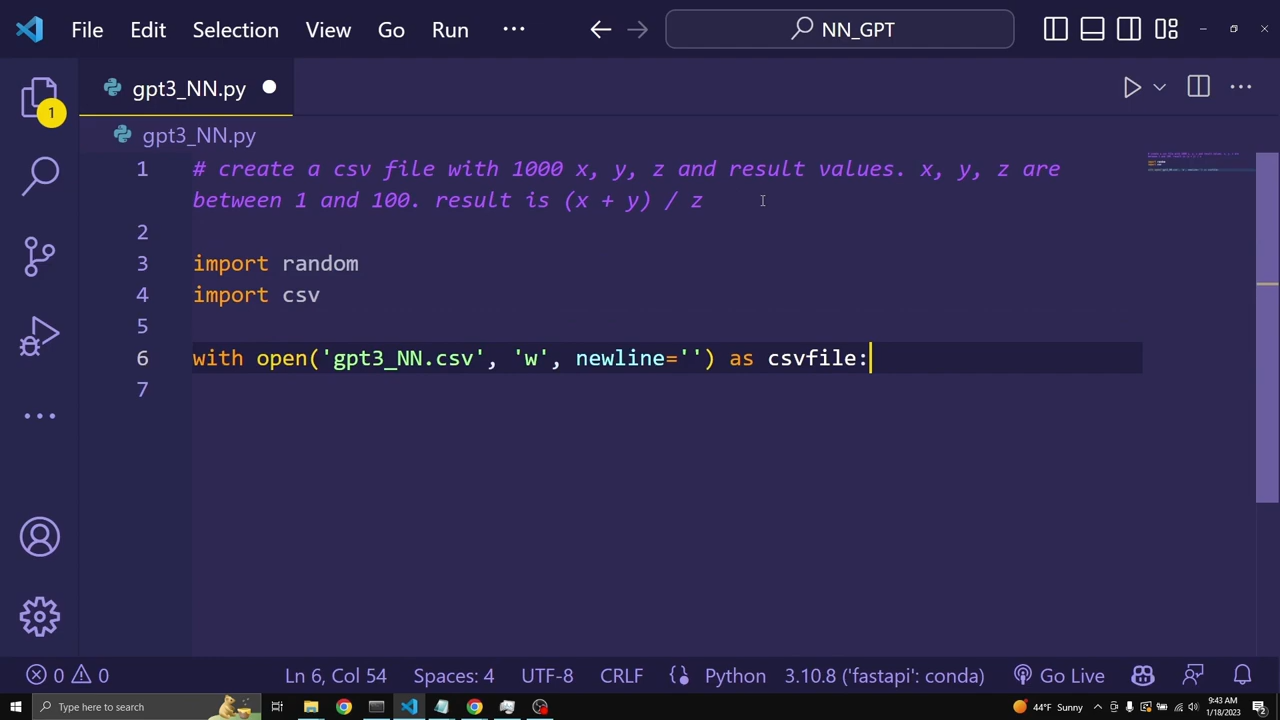 File Edit Selection View Go Run ··· NN_GPT
gpt3_NN.py
1
gpt3_NN.py
1 # create a csv file with 1000 x, y, z and result values. x, y, z are
between 1 and 100. result is (x + y) / z
2
3 import random
4 import csv
5
6 with open('gpt3_NN.csv', 'w', newline='') as csvfile:
7
0 0 Ln 6, Col 54 Spaces: 4 UTF-8 CRLF Python 3.10.8 ('fastapi': conda) Go Live
Type here to search 44°F Sunny 9:43 AM
1/18/2023